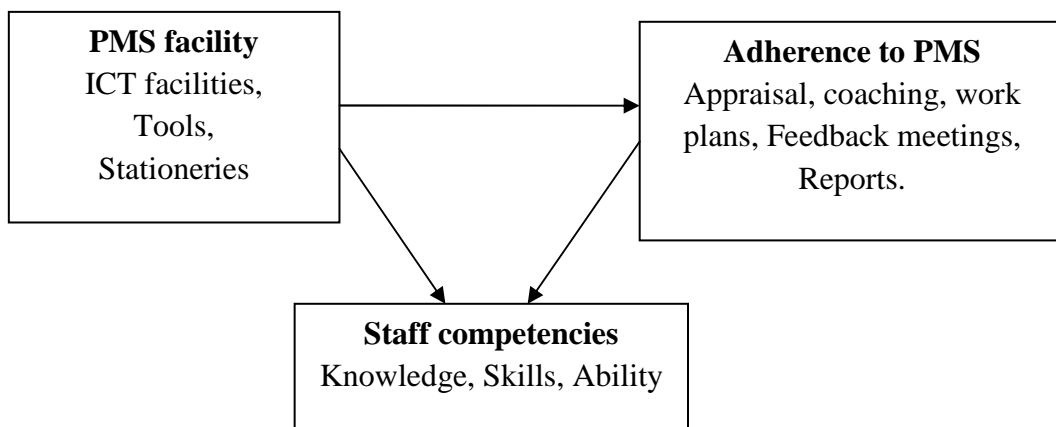 PMS facility
ICT facilities,
Tools,
Stationeries
Adherence to PMS
Appraisal, coaching, work
plans, Feedback meetings,
Reports.
Staff competencies
Knowledge, Skills, Ability